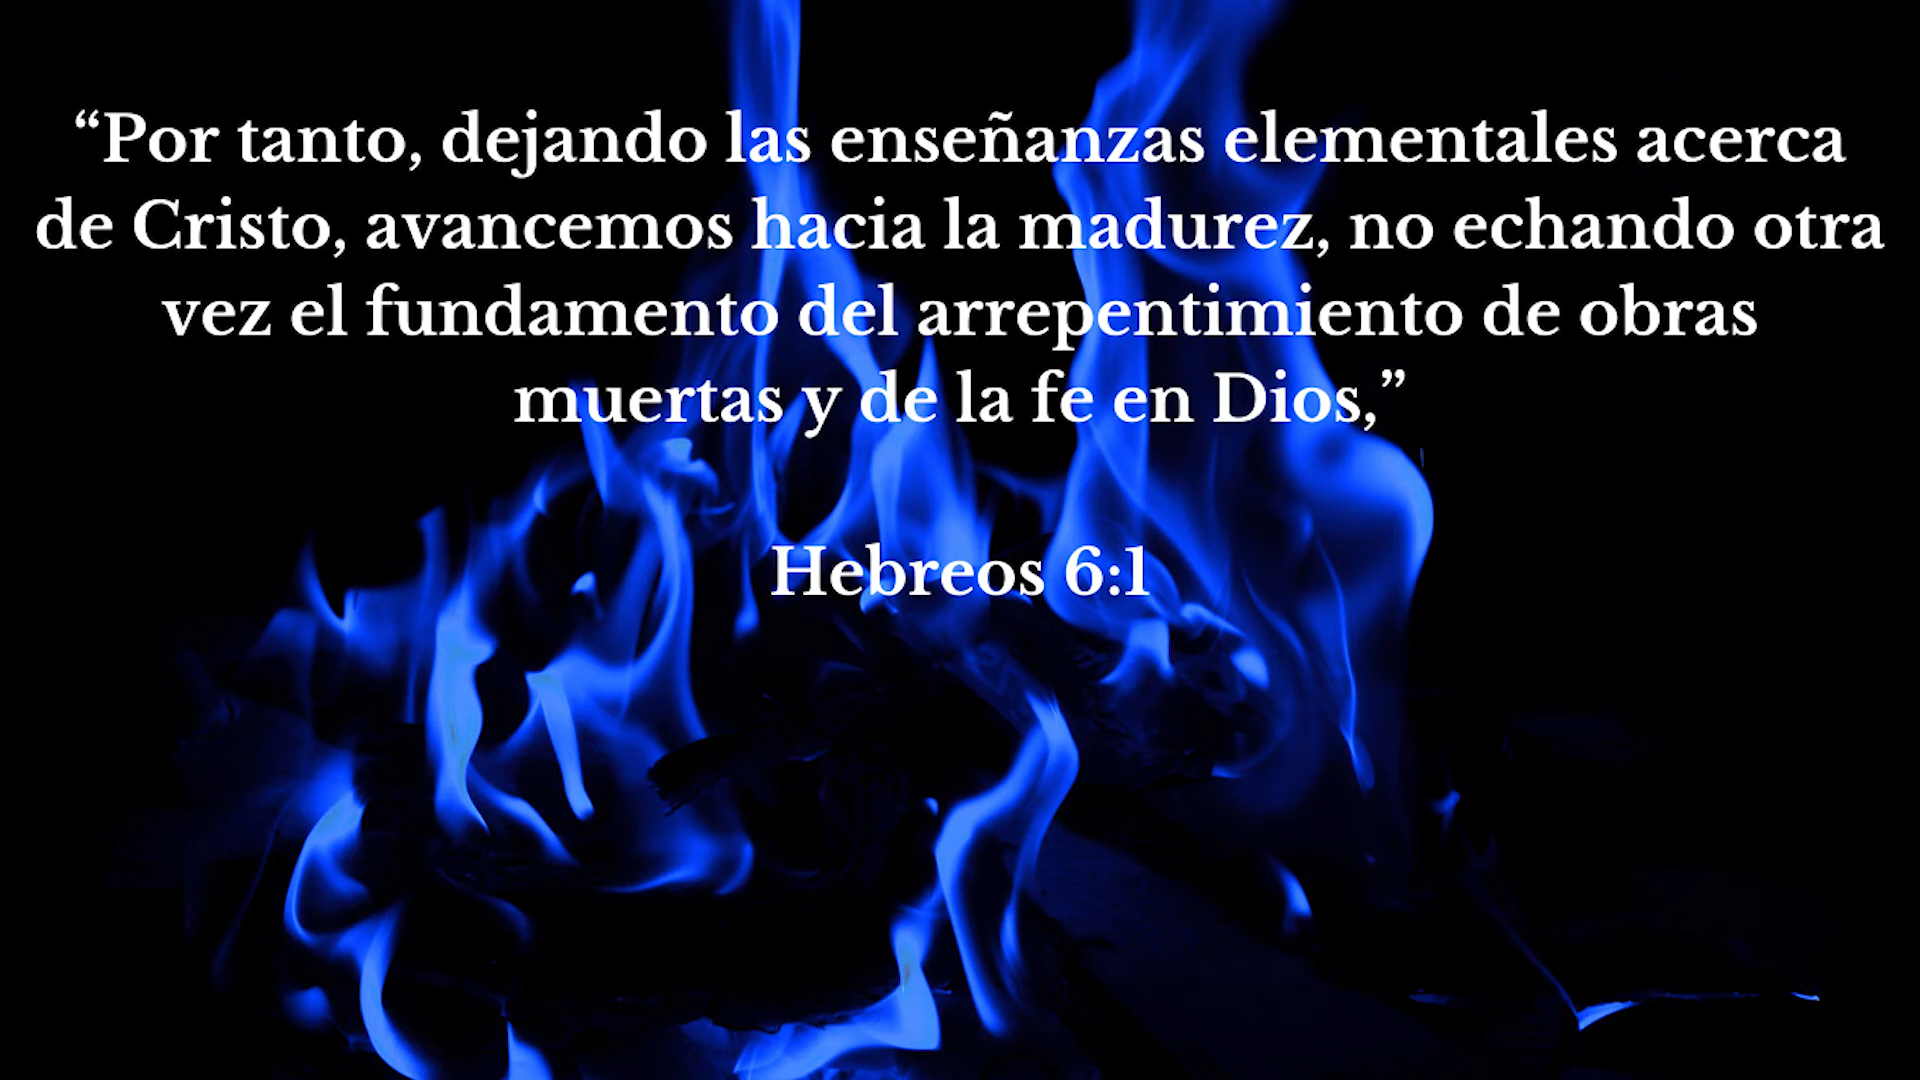 “Por tanto, dejando las enseñanzas elementales acerca
de Cristo, avancemos hacia la madurez, no echando otra
vez el fundamento del arrepentimiento de obras
muertas y de la fe en Dios,”
Hebreos 6:1